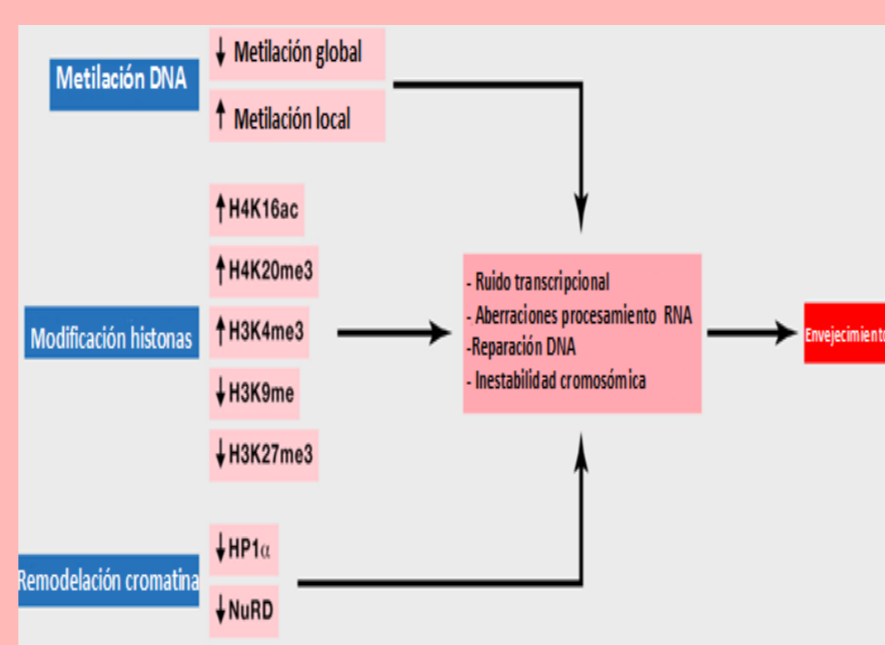 Metilación DNA
↓ Metilación global
↑ Metilación local
Modificación histonas
↑H4K16ac
↑H4K20me3
↑H3K4me3
↓H3K9me
↓H3K27me3
Remodelación cromatina
↓HP1α
↓NuRD
- Ruido transcripcional
- Aberraciones procesamiento RNA
-Reparación DNA
- Inestabilidad cromosómica
Envejecimiento